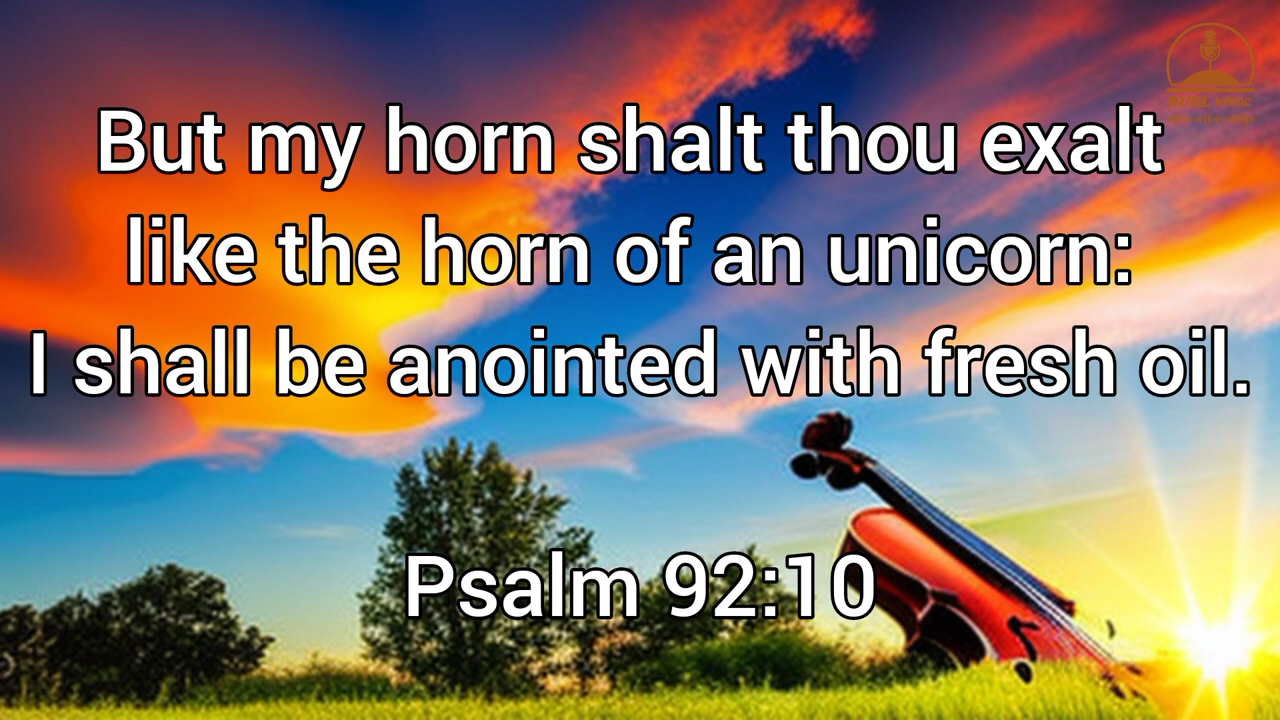 But my horn shalt thou exalt
like the horn of an unicorn:
I shall be anointed with fresh oil.
Psalm 92:10